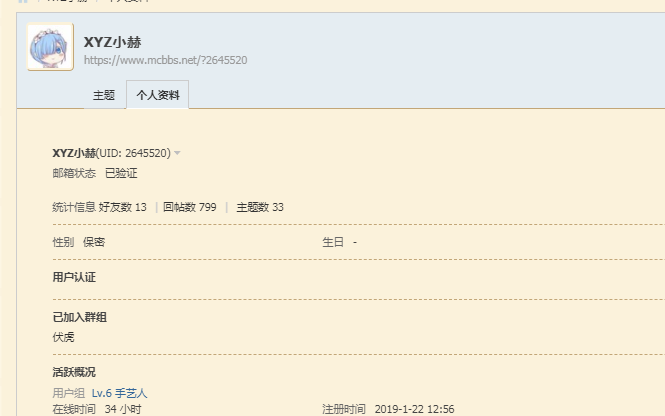 XYZ小赫
https://www.mcbbs.net/?2645520
主题 个人资料
XYZ小赫(UID: 2645520)
邮箱状态 已验证
统计信息 好友数 13 | 回帖数 799 | 主题数 33
性别 保密 生日 -
用户认证
已加入群组
伏虎
活跃概况
用户组 Lv.6 手艺人
在线时间 34 小时 注册时间 2019-1-22 12:56